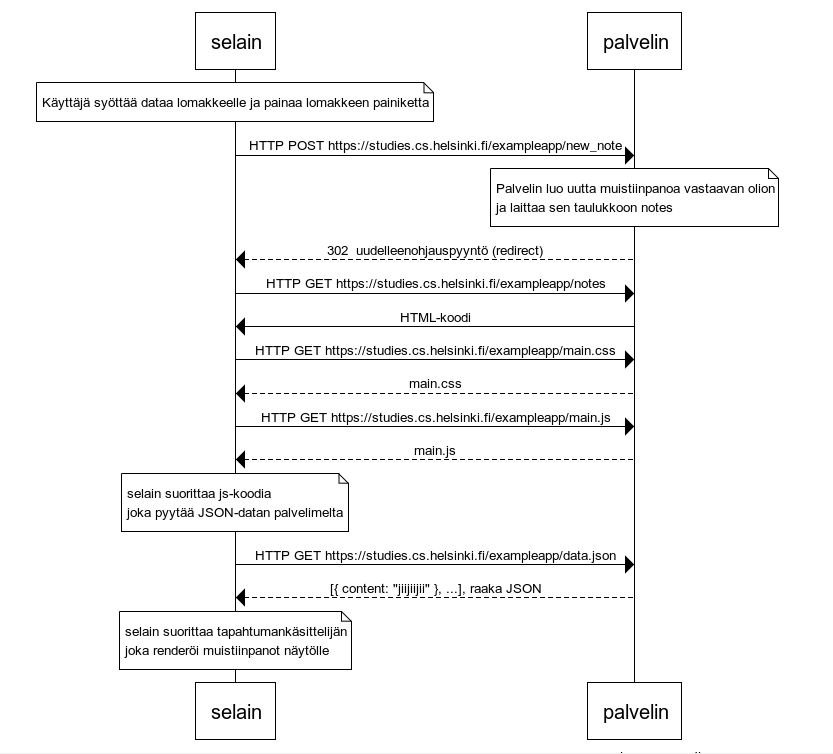 selain
palvelin
Käyttäjä syöttää dataa lomakkeelle ja painaa lomakkeen painiketta
HTTP POST https://studies.cs.helsinki.fi/exampleapp/new_note
Palvelin luo uutta muistiinpanoa vastaavan olion
ja laittaa sen taulukkoon notes
302 uudelleenohjauspyyntö (redirect)
HTTP GET https://studies.cs.helsinki.fi/exampleapp/notes
HTML-koodi
HTTP GET https://studies.cs.helsinki.fi/exampleapp/main.css
main.css
HTTP GET https://studies.cs.helsinki.fi/exampleapp/main.js
main.js
selain suorittaa js-koodia
joka pyytää JSON-datan palvelimelta
HTTP GET https://studies.cs.helsinki.fi/exampleapp/data.json
[{ content: "jiijiijii" }, ...], raaka JSON
selain suorittaa tapahtumankäsittelijän
joka renderöi muistiinpanot näytölle
selain
palvelin